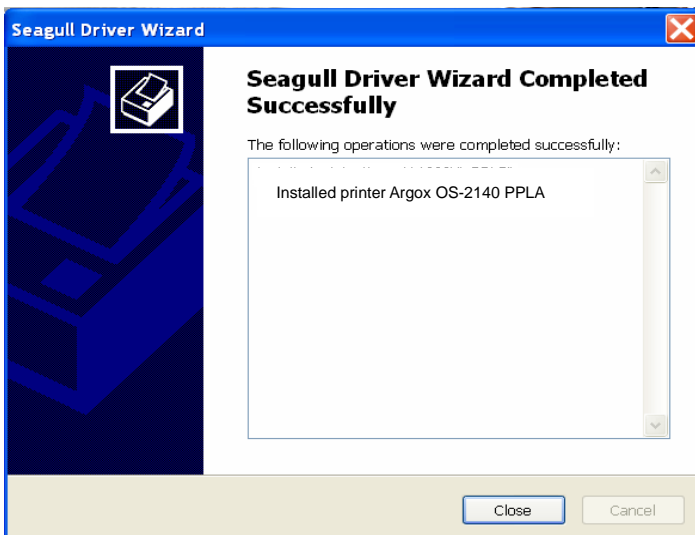 Seagull Driver Wizard
Seagull Driver Wizard Completed
Successfully
The following operations were completed successfully:
Installed printer Argox OS-2140 PPLA
Close
Cancel